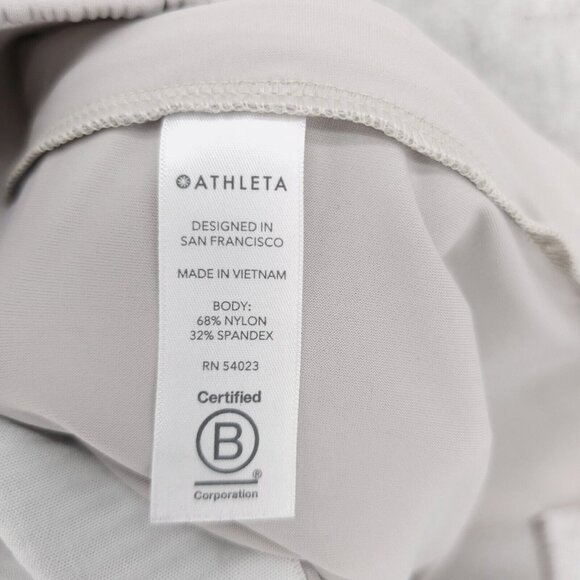 ATHLETA
DESIGNED IN
SAN FRANCISCO
MADE IN VIETNAM
BODY:
68% NYLON
32% SPANDEX
RN 54023
Certified
B
®
Corporation